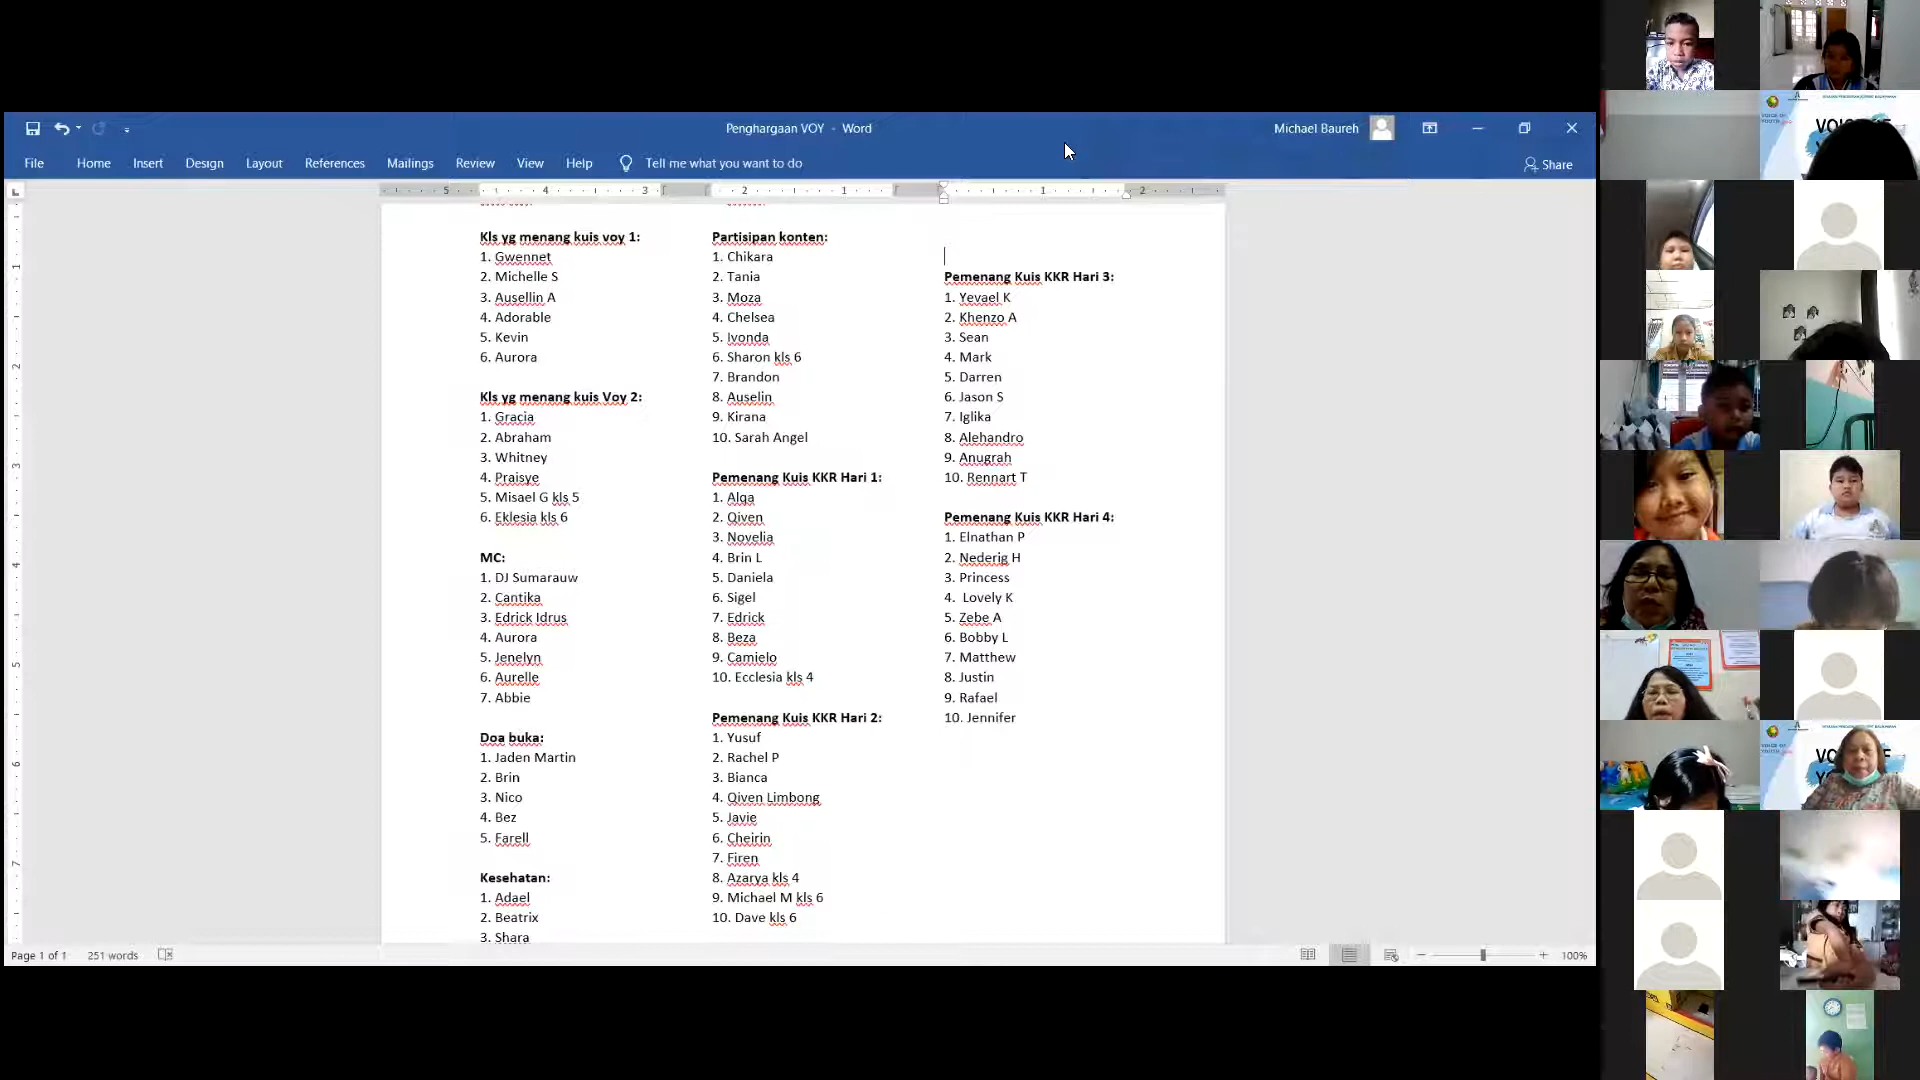 Penghargaan VOY - Word
Michael Baureh
File Home Insert Design Layout References Mailings Review View Help Tell me what you want to do
Share
Kls yg menang kuis voy 1:
1. Gwennet
2. Michelle S
3. Ausellin A
4. Adorable
5. Kevin
6. Aurora
Kls yg menang kuis Voy 2:
1. Gracia
2. Abraham
3. Whitney
4. Praisye
5. Misael G kls 5
6. Eklesia kls 6
MC:
1. DJ Sumarauw
2. Cantika
3. Edrick Idrus
4. Aurora
5. Jenelyn
6. Aurelle
7. Abbie
Doa buka:
1. Jaden Martin
2. Brin
3. Nico
4. Bez
5. Farell
Kesehatan:
1. Adael
2. Beatrix
3. Shara
Partisipan konten:
1. Chikara
2. Tania
3. Moza
4. Chelsea
5. Ivonda
6. Sharon kls 6
7. Brandon
8. Auselin
9. Kirana
10. Sarah Angel
Pemenang Kuis KKR Hari 1:
1. Alqa
2. Qiven
3. Novelia
4. Brin L
5. Daniela
6. Sigel
7. Edrick
8. Beza
9. Camielo
10. Ecclesia kls 4
Pemenang Kuis KKR Hari 2:
1. Yusuf
2. Rachel P
3. Bianca
4. Qiven Limbong
5. Javie
6. Cheirin
7. Firen
8. Azarya kls 4
9. Michael M kls 6
10. Dave kls 6
Pemenang Kuis KKR Hari 3:
1. Yevael K
2. Khenzo A
3. Sean
4. Mark
5. Darren
6. Jason S
7. Iglika
8. Alehandro
9. Anugrah
10. Rennart T
Pemenang Kuis KKR Hari 4:
1. Elnathan P
2. Nederig H
3. Princess
4. Lovely K
5. Zebe A
6. Bobby L
7. Matthew
8. Justin
9. Rafael
10. Jennifer
Page 1 of 1 251 words
100%